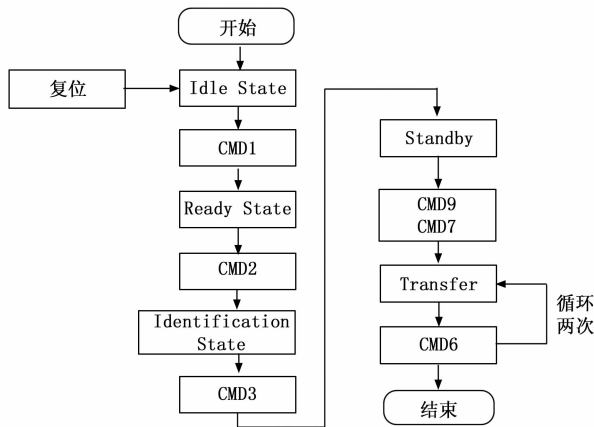 开始
复位
Idle State
CMD1
Ready State
CMD2
Identification
State
CMD3
Standby
CMD9
CMD7
Transfer
循环
两次
CMD6
结束